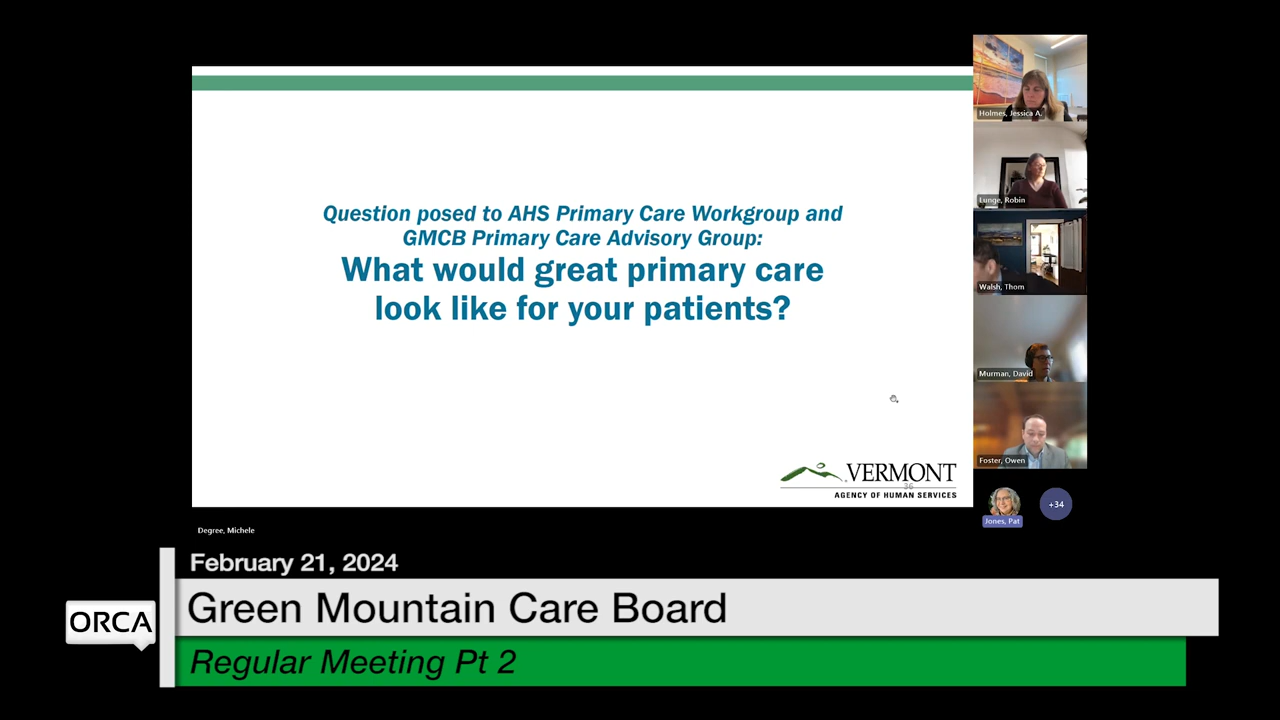 Question posed to AHS Primary Care Workgroup and
GMCB Primary Care Advisory Group:
What would great primary care
look like for your patients?
VERMONT
36
AGENCY OF HUMAN SERVICES
Holmes, Jessica A.
Lunge, Robin
Walsh, Thom
Murman, David
Foster, Owen
Jones, Pat
+34
Degree, Michele
February 21, 2024
ORCA
Green Mountain Care Board
Regular Meeting Pt 2